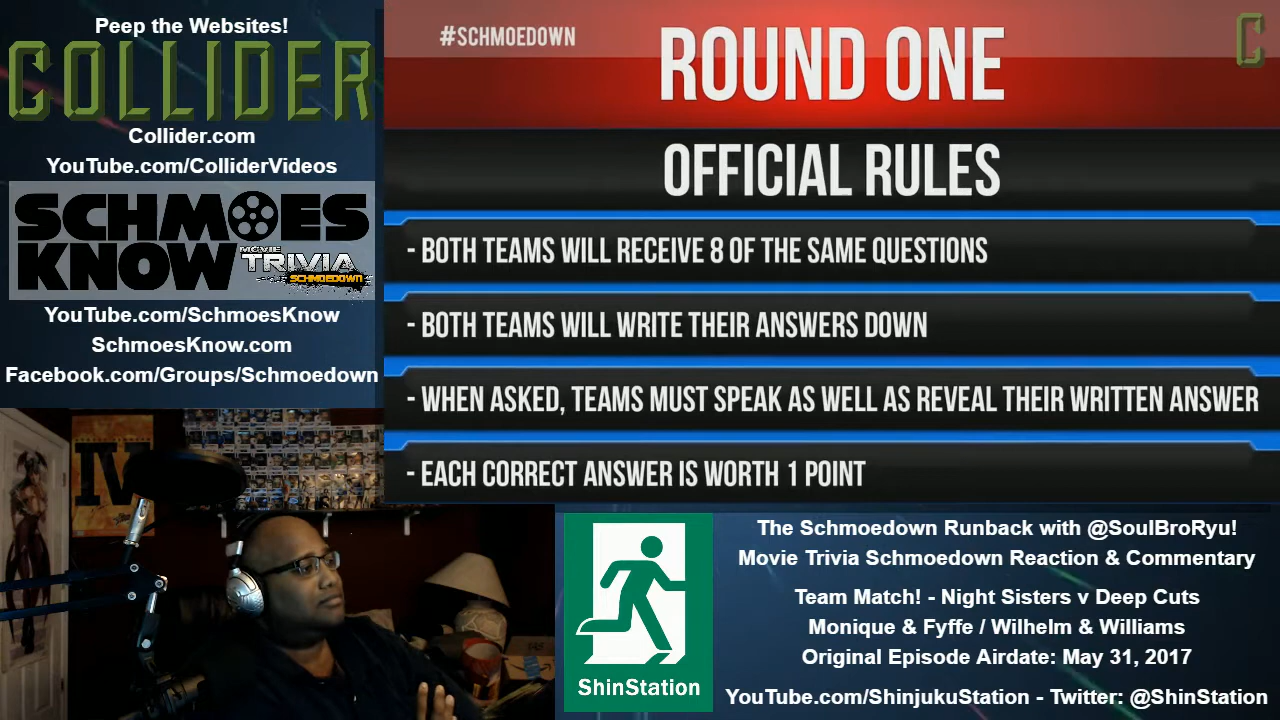 Peep the Websites!
COLLIDER
Collider.com
YouTube.com/ColliderVideos
SCHMOES
KNOW
MOVIE
TRIVIA
SCHMOEDOWN
YouTube.com/SchmoesKnow
SchmoesKnow.com
Facebook.com/Groups/Schmoedown
#SCHMOEDOWN
C
ROUND ONE
OFFICIAL RULES
- BOTH TEAMS WILL RECEIVE 8 OF THE SAME QUESTIONS
- BOTH TEAMS WILL WRITE THEIR ANSWERS DOWN
- WHEN ASKED, TEAMS MUST SPEAK AS WELL AS REVEAL THEIR WRITTEN ANSWER
- EACH CORRECT ANSWER IS WORTH 1 POINT
IV
ShinStation
The Schmoedown Runback with @SoulBroRyu!
Movie Trivia Schmoedown Reaction & Commentary
Team Match! - Night Sisters v Deep Cuts
Monique & Fyffe / Wilhelm & Williams
Original Episode Airdate: May 31, 2017
YouTube.com/ShinjukuStation - Twitter: @ShinStation